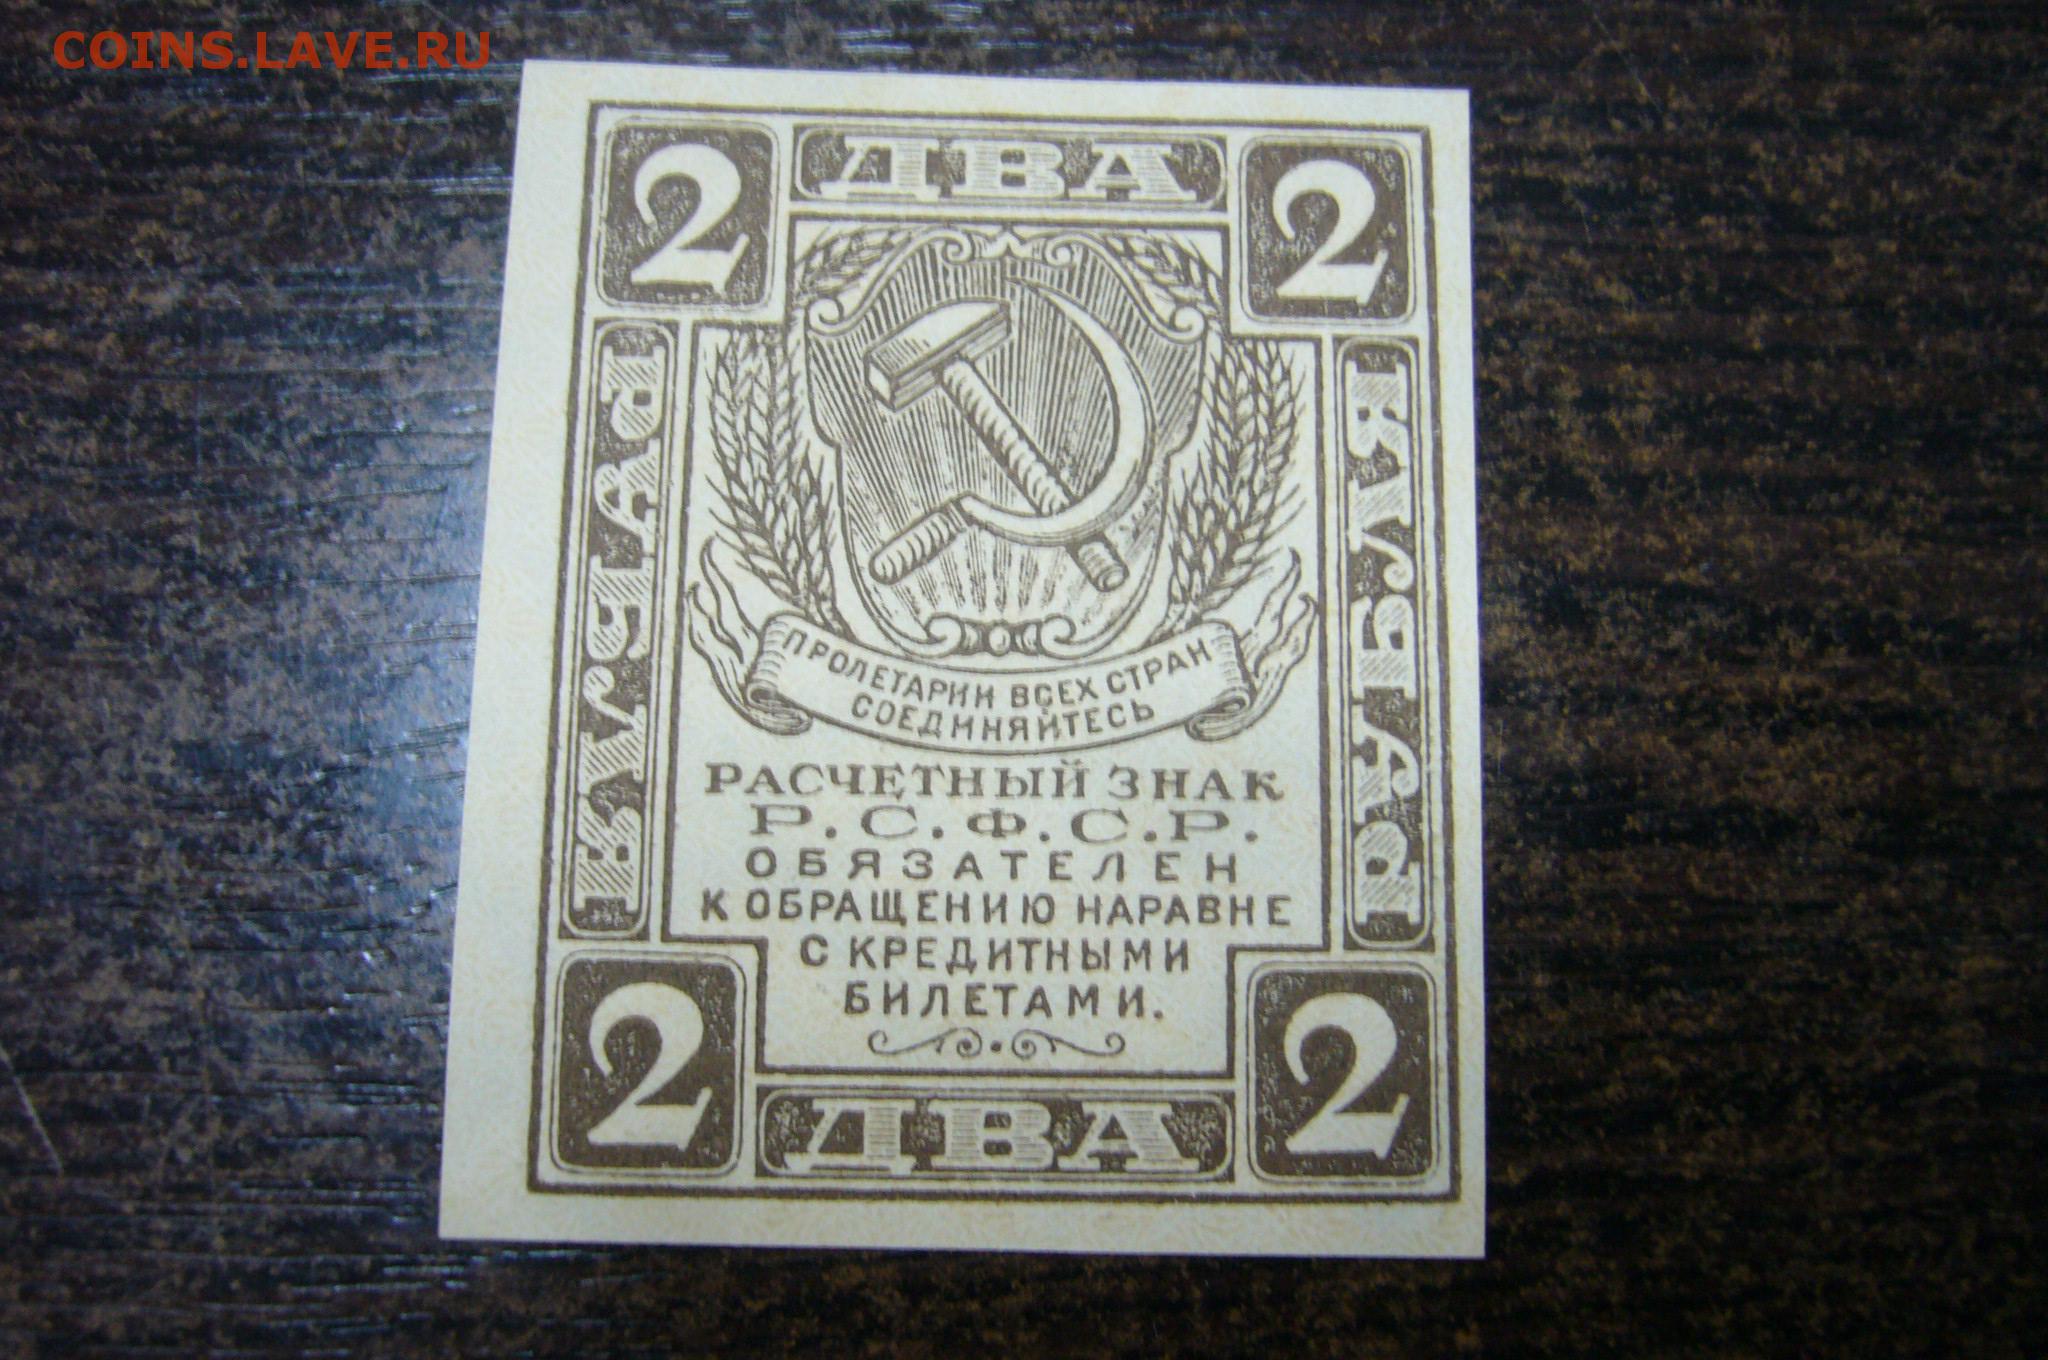 COINS.LAVE.RU
2 ДВА 2
РУБЛЯ
РУБЛЯ
ПРОЛЕТАРИИ ВСЕХ СТРАН
СОЕДИНЯЙТЕСЬ
РАСЧЕТНЫЙ ЗНАК
Р.С.Ф.С.Р.
ОБЯЗАТЕЛЕН
К ОБРАЩЕНИЮ НАРАВНЕ
С КРЕДИТНЫМИ
БИЛЕТАМИ.
2 ДВА 2